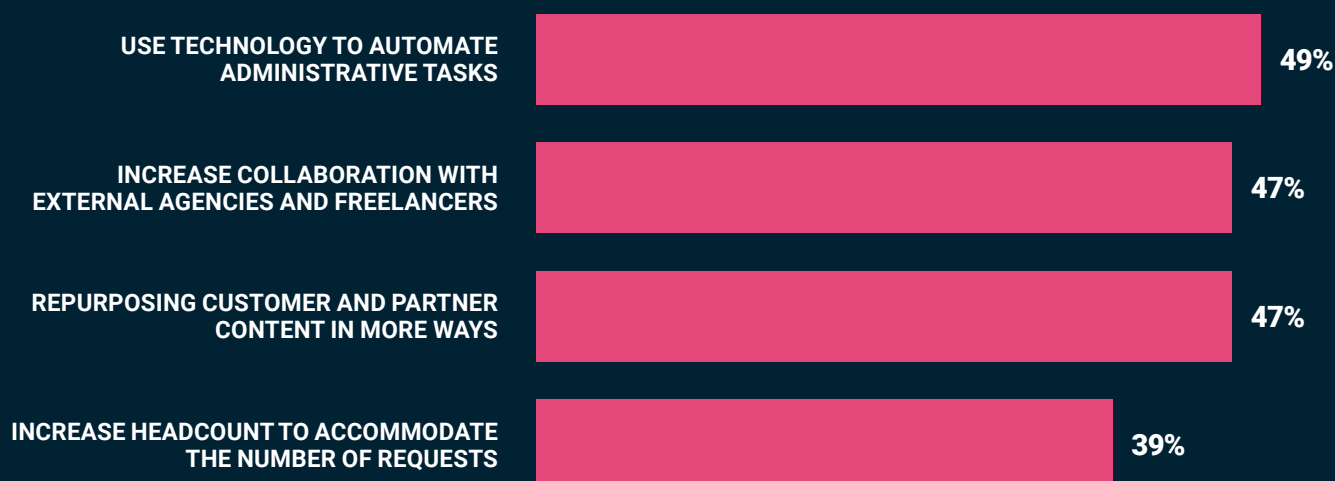 USE TECHNOLOGY TO AUTOMATE
ADMINISTRATIVE TASKS
49%
INCREASE COLLABORATION WITH
EXTERNAL AGENCIES AND FREELANCERS
47%
REPURPOSING CUSTOMER AND PARTNER
CONTENT IN MORE WAYS
47%
INCREASE HEADCOUNT TO ACCOMMODATE
THE NUMBER OF REQUESTS
39%